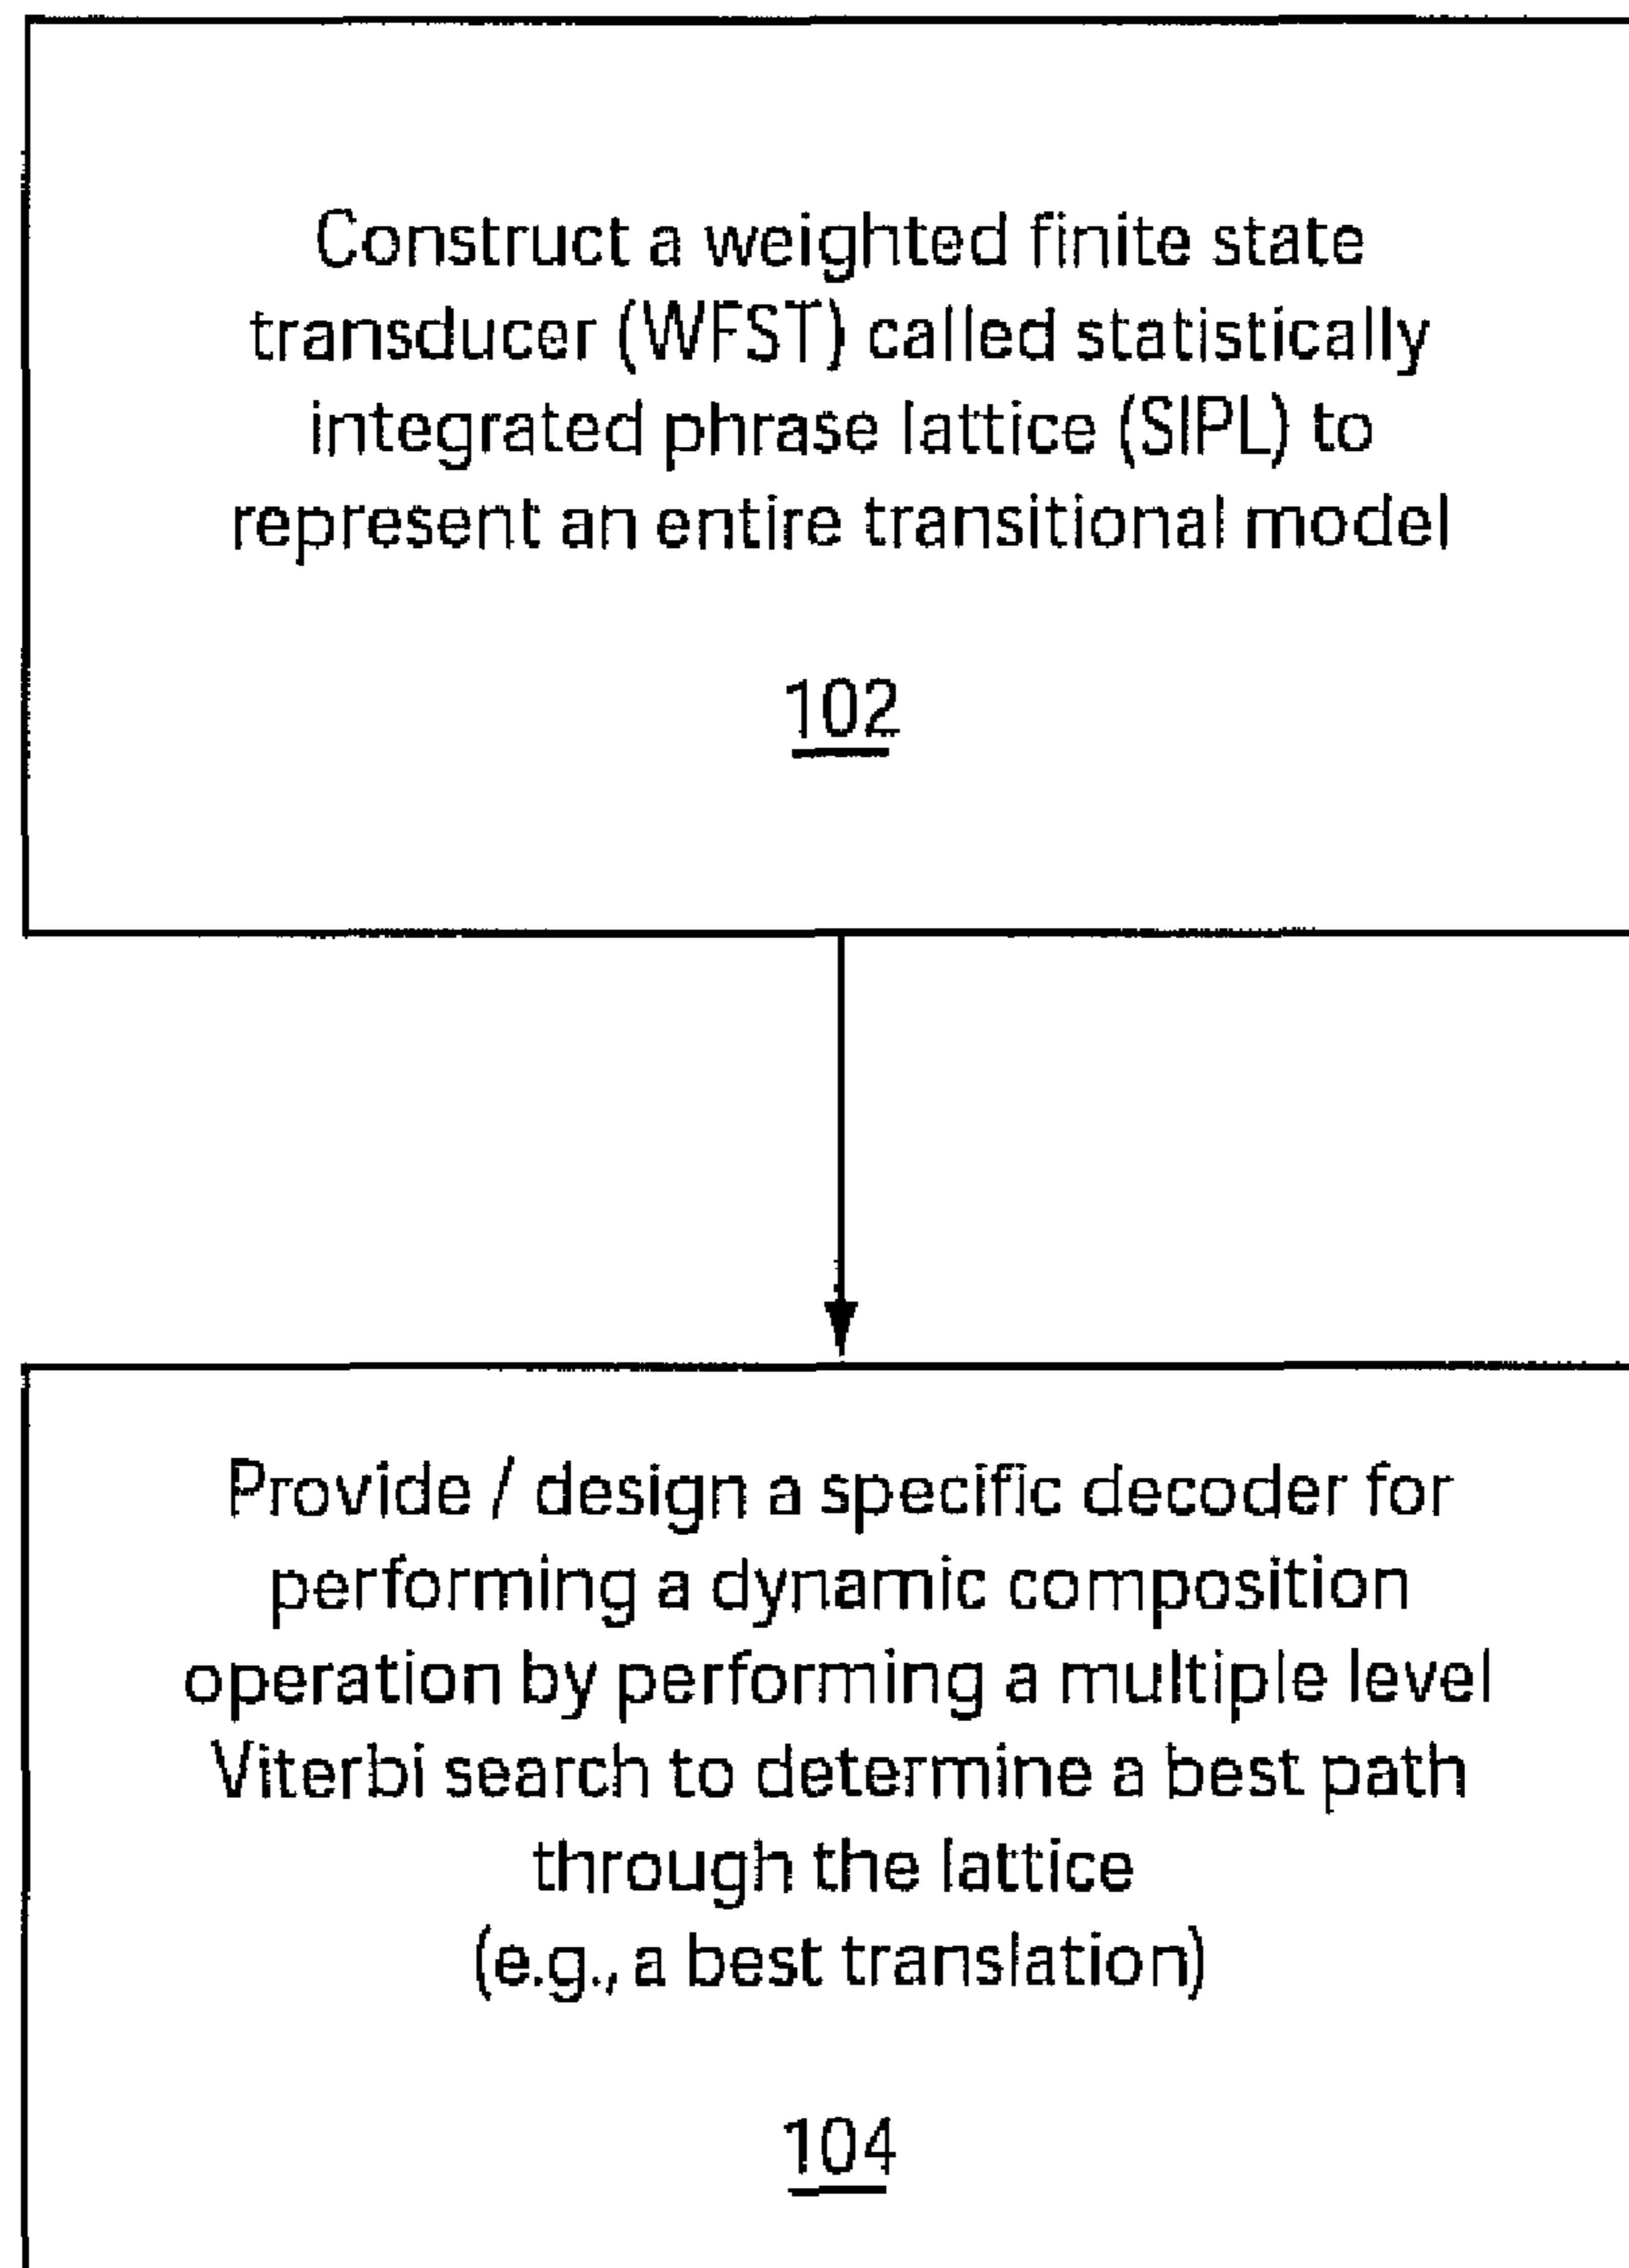 Construct a weighted finite state
transducer (WFST) called statistically
integrated phrase lattice (SIPL) to
represent an entire transitional model
102
Provide / design a specific decoder for
performing a dynamic composition
operation by performing a multiple level
Viterbi search to determine a best path
through the lattice
(e.g., a best translation)
104